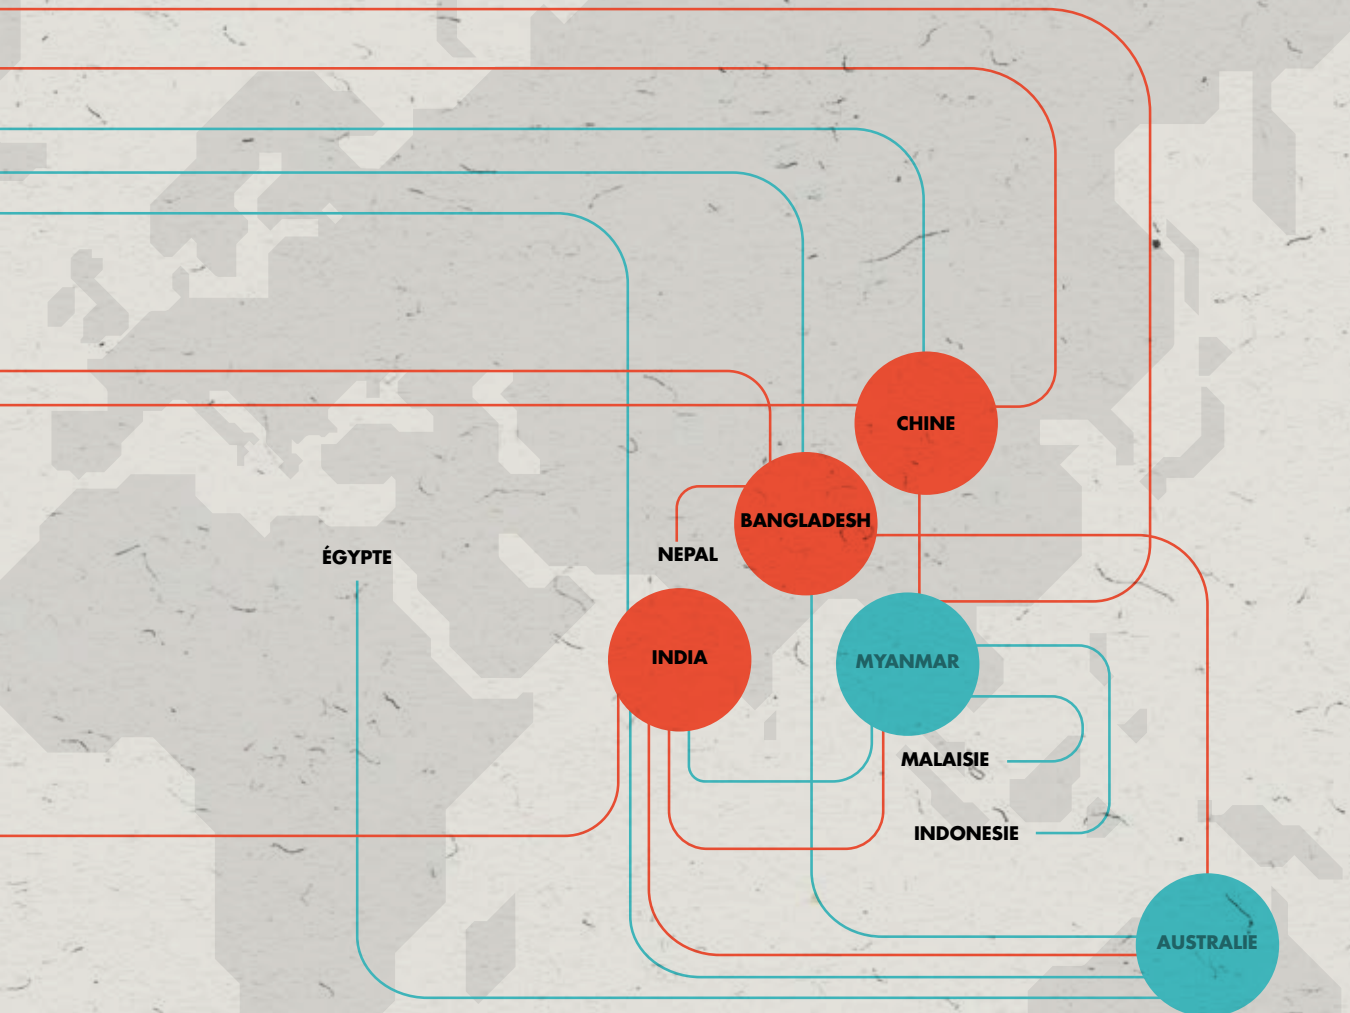 CHINE
BANGLADESH
NEPAL
ÉGYPTE
INDIA
MYANMAR
MALAISIE
INDONESIE
AUSTRALIE